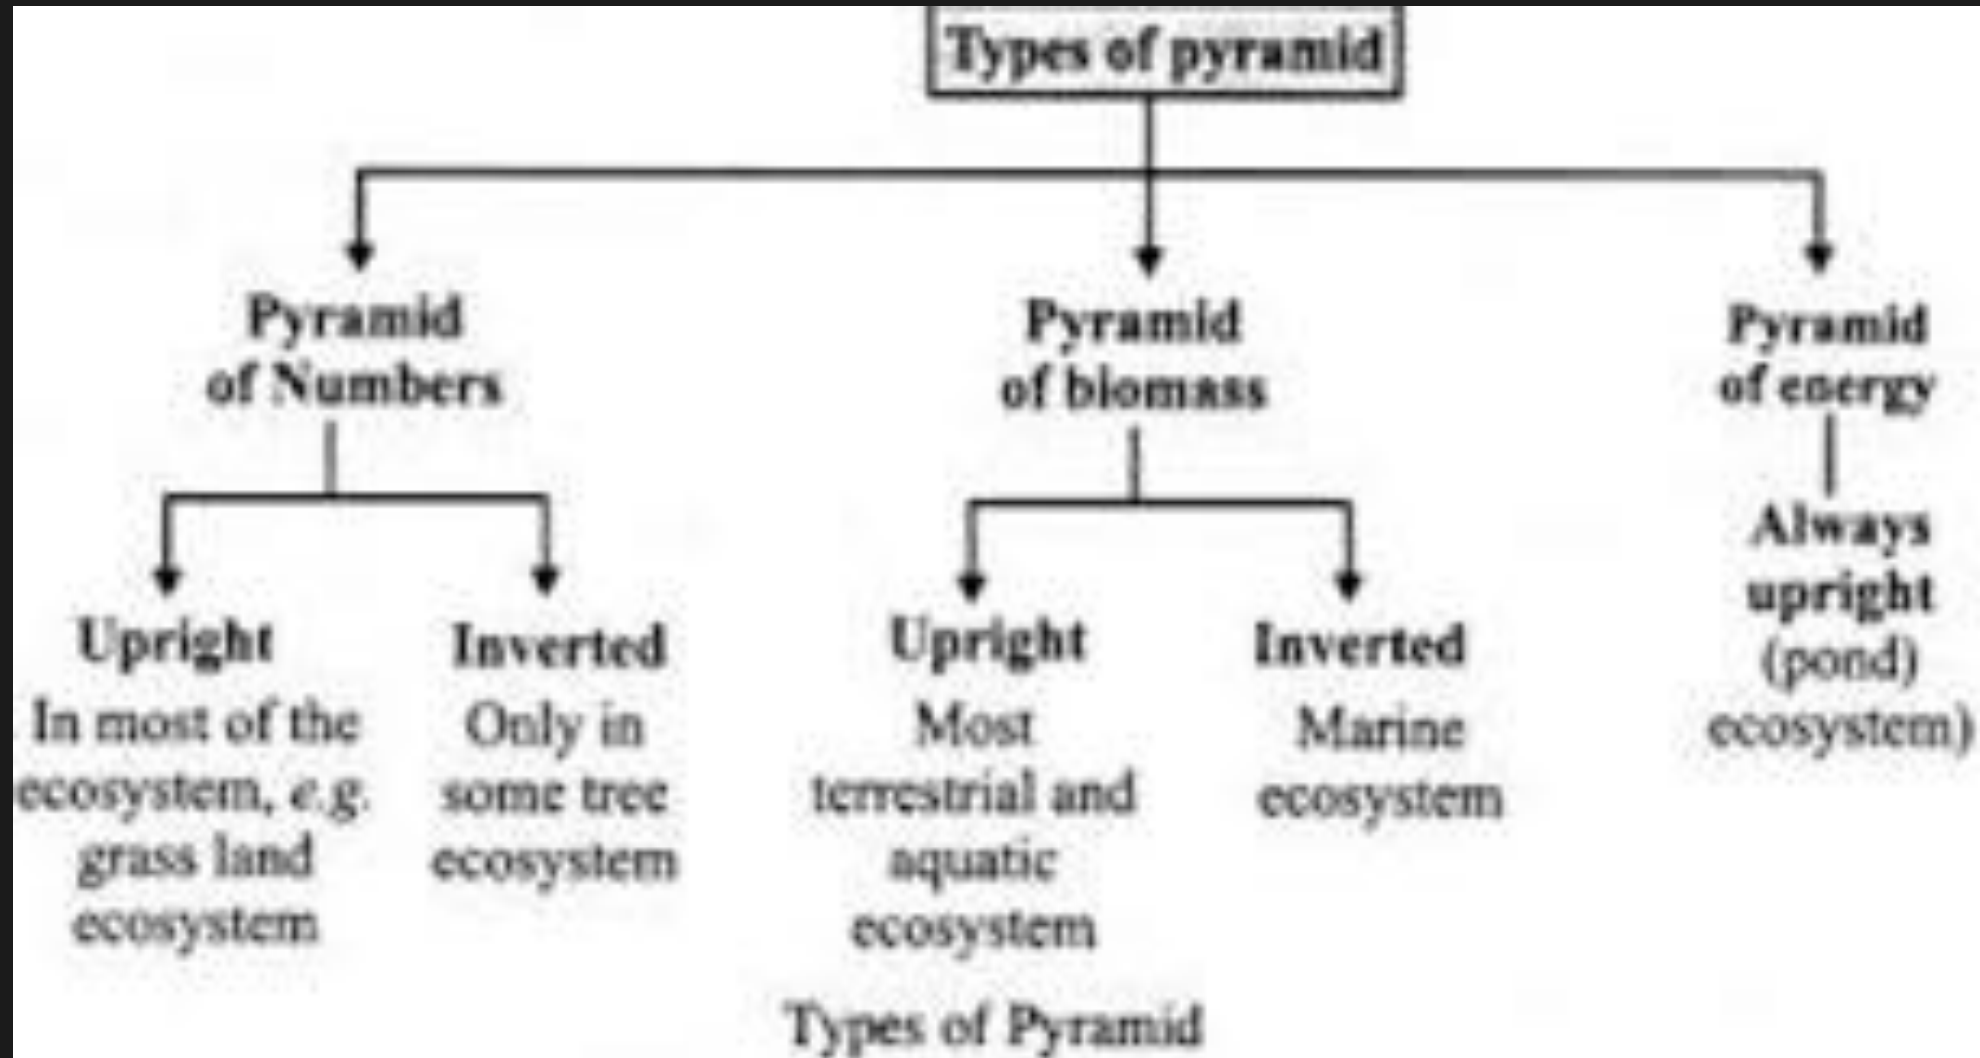 Types of pyramid
Pyramid
of Numbers
Pyramid
of biomass
Pyramid
of energy
Upright
In most of the
ecosystem, e.g.
grass land
ecosystem
Inverted
Only in
some tree
ecosystem
Upright
Most
terrestrial and
aquatic
ecosystem
Inverted
Marine
ecosystem
Always
upright
(pond)
ecosystem)
Types of Pyramid